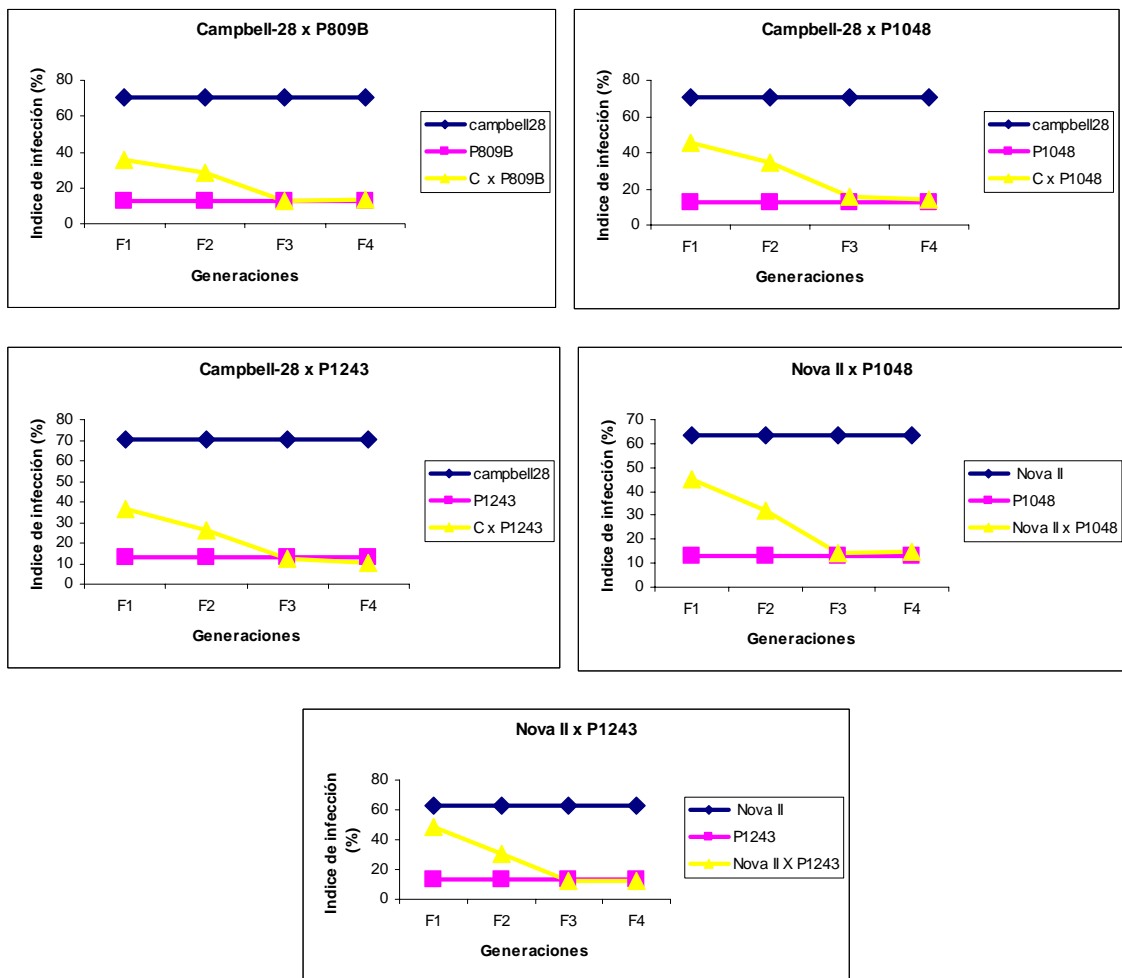 Campbell-28 x P809B
Indice de infección (%)
80
60
40
20
0
F1 F2 F3 F4
Generaciones
campbell28
P809B
C x P809B
Campbell-28 x P1048
Indice de infección (%)
80
60
40
20
0
F1 F2 F3 F4
Generaciones
campbell28
P1048
C x P1048
Campbell-28 x P1243
Indice de infección (%)
80
70
60
50
40
30
20
10
0
F1 F2 F3 F4
Generaciones
campbell28
P1243
C x P1243
Nova II x P1048
Indice de infección (%)
70
60
50
40
30
20
10
0
F1 F2 F3 F4
Generaciones
Nova II
P1048
Nova II x P1048
Nova II x P1243
Indice de infección
(%)
80
60
40
20
0
F1 F2 F3 F4
Generaciones
Nova II
P1243
Nova II X P1243